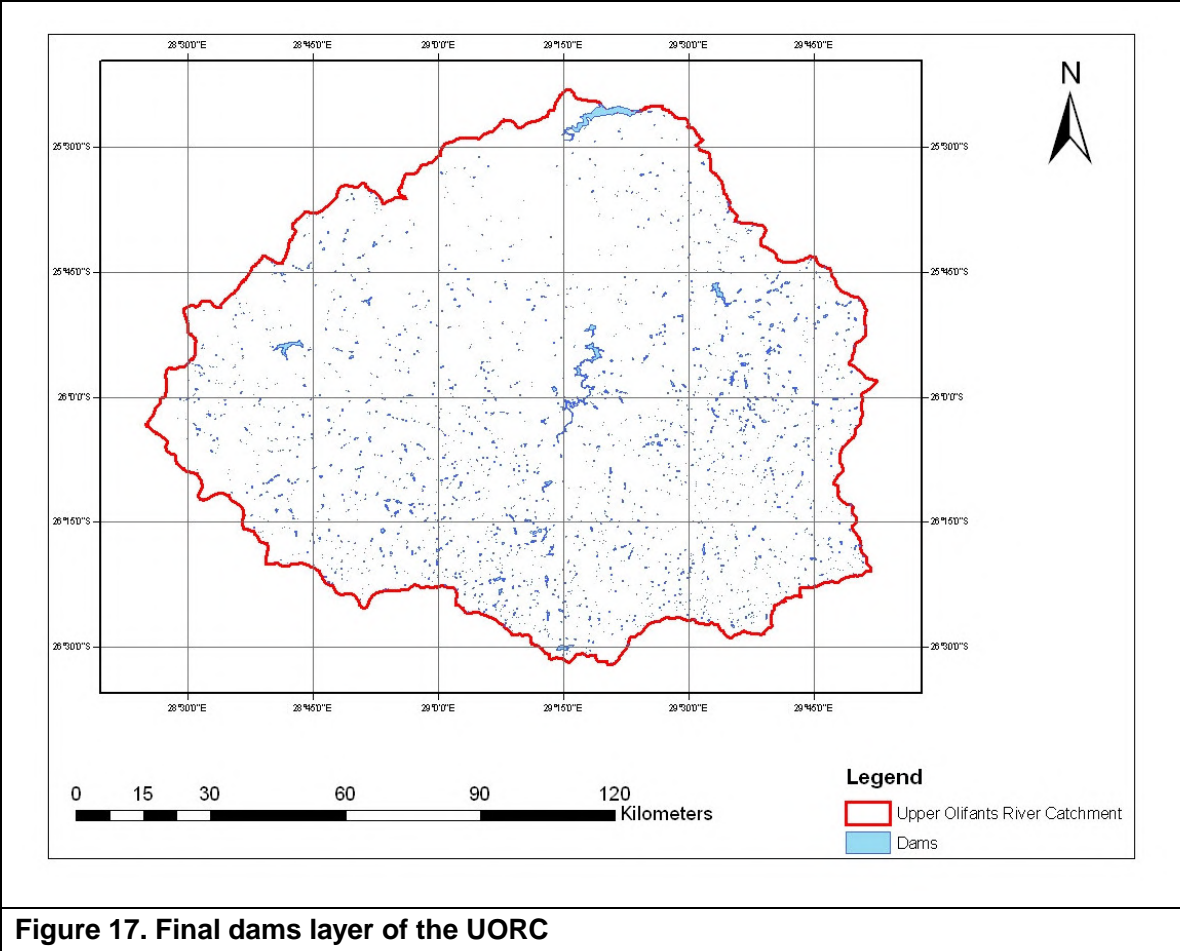 28°30'0"E 28°45'0"E 29°0'0"E 29°15'0"E 29°30'0"E 29°45'0"E
N
25°30'0"S 25°30'0"S
25°45'0"S 25°45'0"S
26°0'0"S 26°0'0"S
26°15'0"S 26°15'0"S
26°30'0"S 26°30'0"S
28°30'0"E 28°45'0"E 29°0'0"E 29°15'0"E 29°30'0"E 29°45'0"E
Legend
0 15 30 60 90 120
Kilometers
Upper Olifants River Catchment
Dams
Figure 17. Final dams layer of the UORC